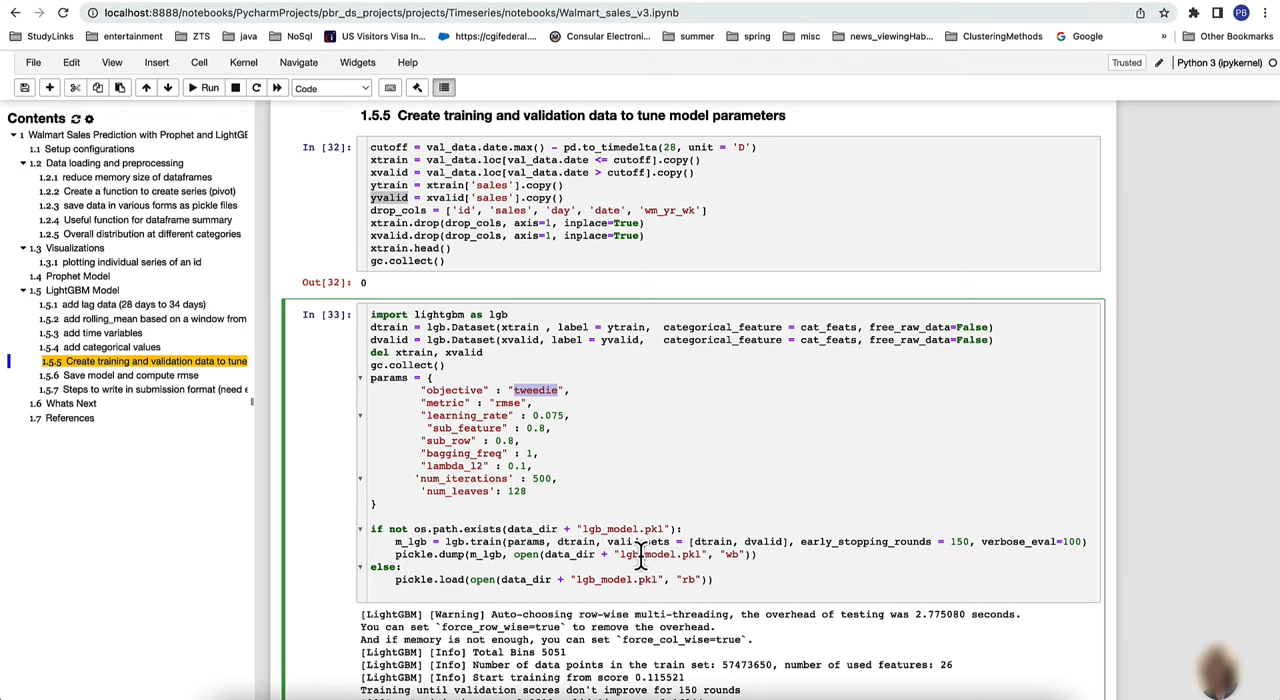 localhost:8888/notebooks/PycharmProjects/pbr_ds_projects/projects/Timeseries/notebooks/Walmart_sales_v3.ipynb
PB
StudyLinks entertainment ZTS java NoSql US Visitors Visa In... https://cgifederal.... Consular Electroni... summer spring misc news_viewingHab... ClusteringMethods Google » Other Bookmarks
File Edit View Insert Cell Kernel Navigate Widgets Help Trusted Python 3 (ipykernel)
Run Code
Contents
1 Walmart Sales Prediction with Prophet and LightGE
1.1 Setup configurations
1.2 Data loading and preprocessing
1.2.1 reduce memory size of dataframes
1.2.2 Create a function to create series (pivot)
1.2.3 save data in various forms as pickle files
1.2.4 Useful function for dataframe summary
1.2.5 Overall distribution at different categories
1.3 Visualizations
1.3.1 plotting individual series of an id
1.4 Prophet Model
1.5 LightGBM Model
1.5.1 add lag data (28 days to 34 days)
1.5.2 add rolling_mean based on a window from
1.5.3 add time variables
1.5.4 add categorical values
1.5.5 Create training and validation data to tune
1.5.6 Save model and compute rmse
1.5.7 Steps to write in submission format (need e
1.6 Whats Next
1.7 References
1.5.5 Create training and validation data to tune model parameters
In [32]:
cutoff = val_data.date.max() - pd.to_timedelta(28, unit = 'D')
xtrain = val_data.loc[val_data.date <= cutoff].copy()
xvalid = val_data.loc[val_data.date > cutoff].copy()
ytrain = xtrain['sales'].copy()
yvalid = xvalid['sales'].copy()
drop_cols = ['id', 'sales', 'day', 'date', 'wm_yr_wk']
xtrain.drop(drop_cols, axis=1, inplace=True)
xvalid.drop(drop_cols, axis=1, inplace=True)
xtrain.head()
gc.collect()
Out[32]: 0
In [33]:
import lightgbm as lgb
dtrain = lgb.Dataset(xtrain , label = ytrain, categorical_feature = cat_feats, free_raw_data=False)
dvalid = lgb.Dataset(xvalid, label = yvalid, categorical_feature = cat_feats, free_raw_data=False)
del xtrain, xvalid
gc.collect()
params = {
"objective" : "tweedie",
"metric" : "rmse",
"learning_rate" : 0.075,
"sub_feature" : 0.8,
"sub_row" : 0.8,
"bagging_freq" : 1,
"lambda_l2" : 0.1,
'num_iterations' : 500,
'num_leaves': 128
}
if not os.path.exists(data_dir + "lgb_model.pkl"):
m_lgb = lgb.train(params, dtrain, valid_sets = [dtrain, dvalid], early_stopping_rounds = 150, verbose_eval=100)
pickle.dump(m_lgb, open(data_dir + "lgb_model.pkl", "wb"))
else:
pickle.load(open(data_dir + "lgb_model.pkl", "rb"))
[LightGBM] [Warning] Auto-choosing row-wise multi-threading, the overhead of testing was 2.775080 seconds.
You can set `force_row_wise=true` to remove the overhead.
And if memory is not enough, you can set `force_col_wise=true`.
[LightGBM] [Info] Total Bins 5051
[LightGBM] [Info] Number of data points in the train set: 57473650, number of used features: 26
[LightGBM] [Info] Start training from score 0.115521
Training until validation scores don't improve for 150 rounds